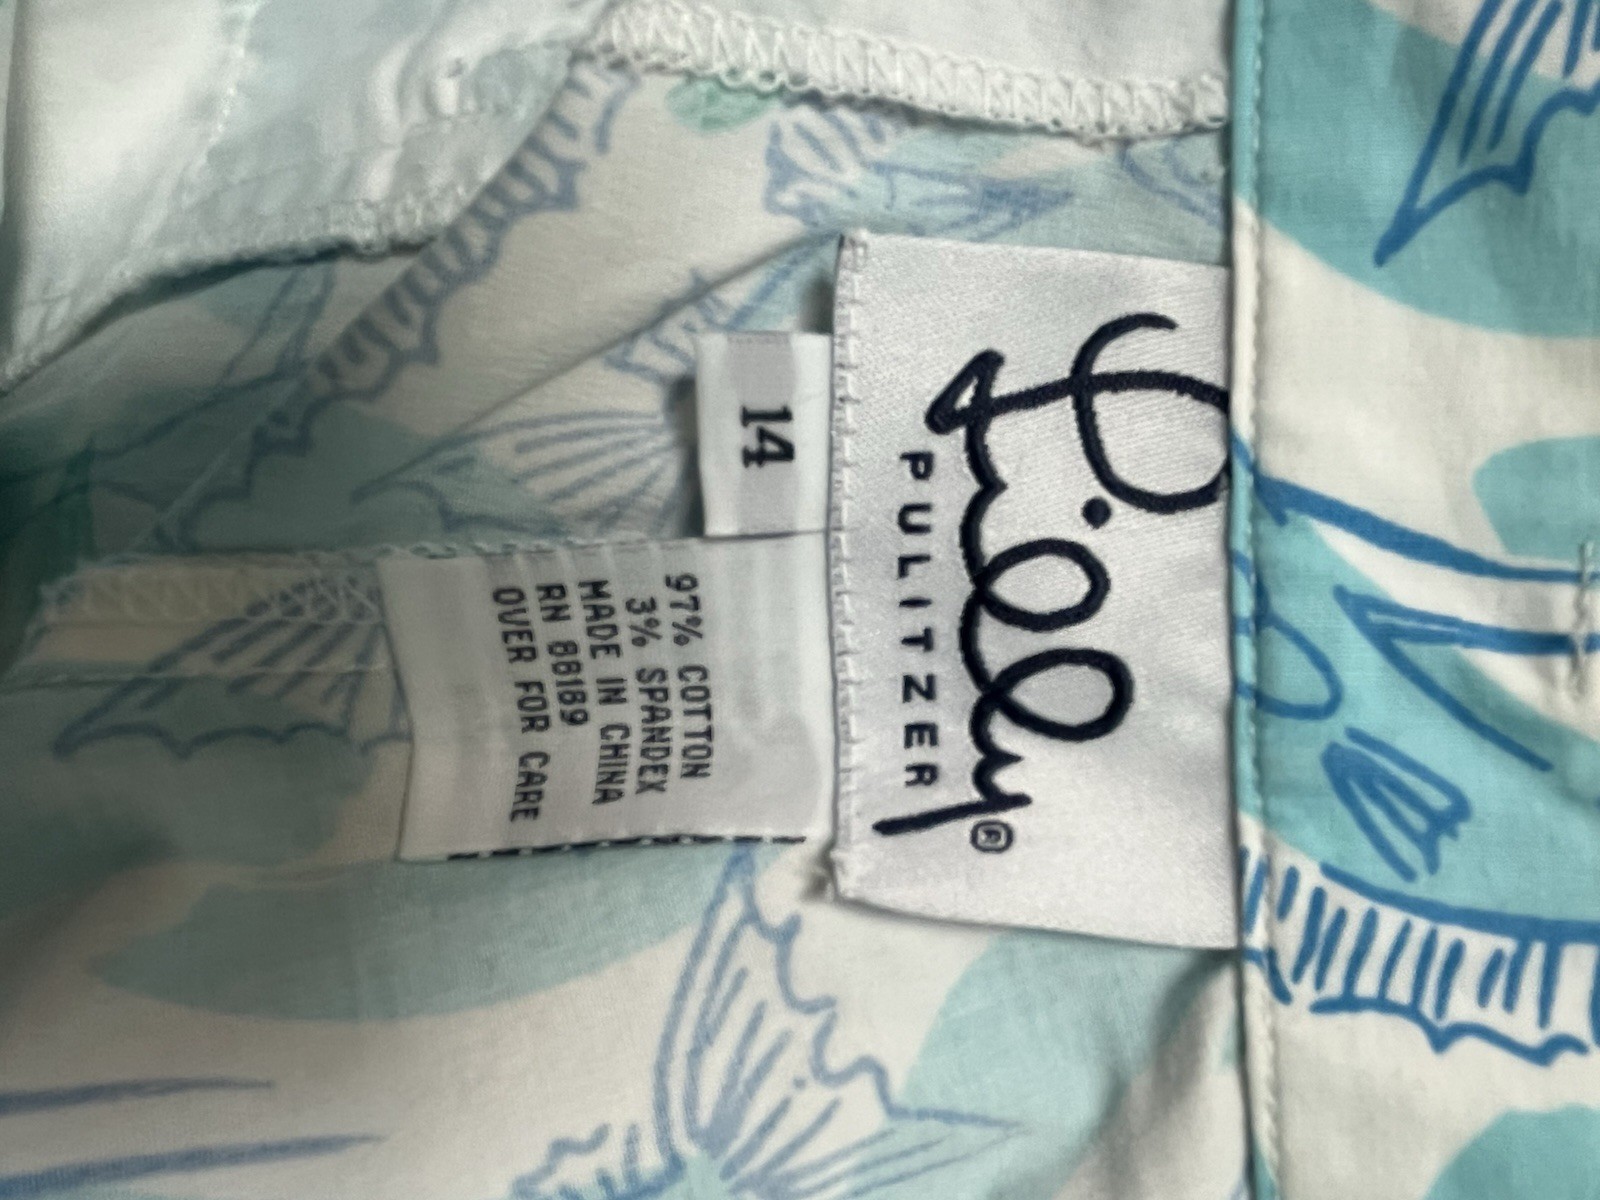 Lilly
PULITZER®
14
97% COTTON
3% SPANDEX
MADE IN CHINA
RN 88189
OVER FOR CARE